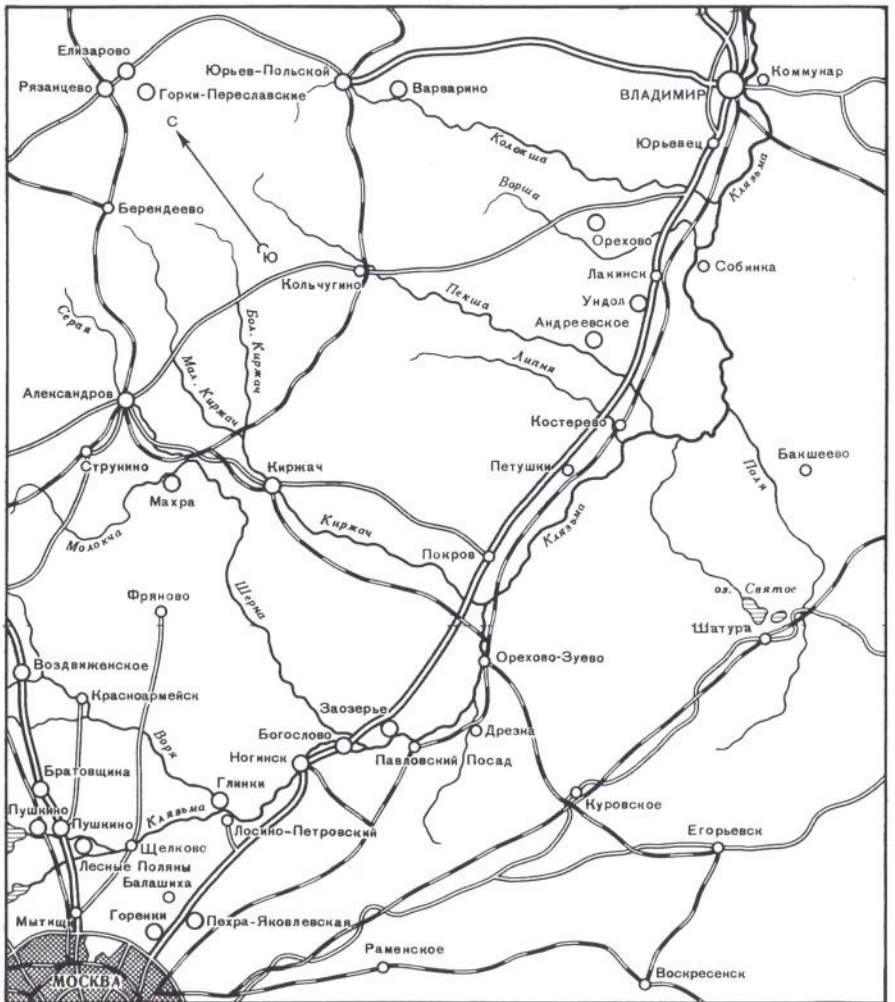 Елизарово
Рязанцево
Горки-Переславские
Юрьев-Польской
Варварино
Коммунар
ВЛАДИМИР
С
Колокша
Юрьевец
Ворша
Клязьма
Берендеево
Орехово
Ю
Кольчугино
Лакинск
Собинка
Пекша
Ундол
Серая
Бол. Киржач
Андреевское
Мал. Киржач
Липня
Александров
Костерево
Струнино
Киржач
Петушки
Бакшеево
Поля
Махра
Молокча
Киржач
Клязьма
Покров
Шерна
Фряново
оз. Святое
Шатура
Воздвиженское
Орехово-Зуево
Красноармейск
Заозерье
Воря
Богослово
Дрезна
Ногинск
Павловский Посад
Братовщина
Глинки
Клязьма
Куровское
Пушкино
Пушкино
Лосино-Петровский
Егорьевск
Щелково
Лесные Поляны
Балашиха
Мытищи
Горенки
Пехра-Яковлевская
Раменское
Воскресенск
МОСКВА